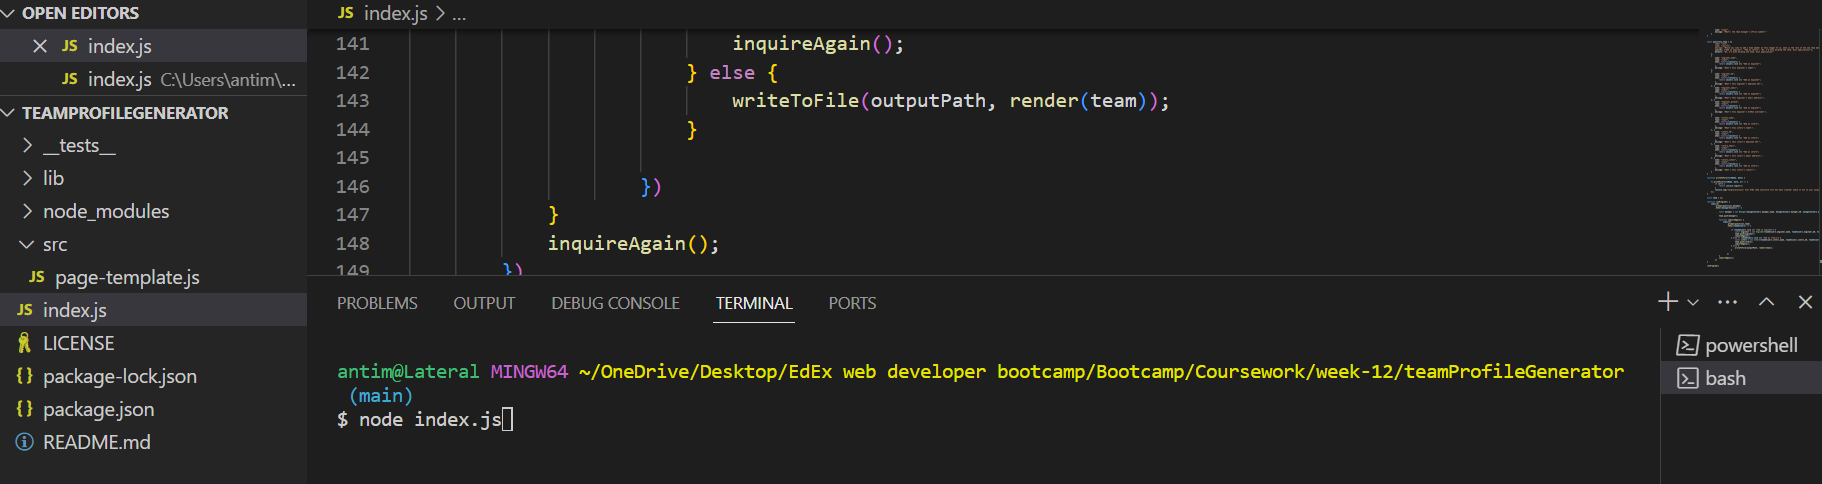 OPEN EDITORS
JS index.js
JS index.js C:\Users\antim\...
TEAMPROFILEGENERATOR
__tests__
lib
node_modules
src
JS page-template.js
JS index.js
LICENSE
{} package-lock.json
{} package.json
README.md
JS index.js > ...
141 inquireAgain();
142 } else {
143 writeToFile(outputPath, render(team));
144 }
145
146 })
147 }
148 inquireAgain();
149 })
PROBLEMS OUTPUT DEBUG CONSOLE TERMINAL PORTS
antim@Lateral MINGW64 ~/OneDrive/Desktop/EdEx web developer bootcamp/Bootcamp/Coursework/week-12/teamProfileGenerator
(main)
$ node index.js
powershell
bash